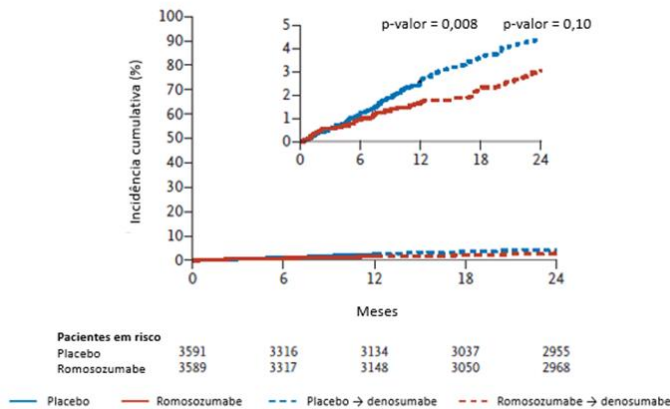 p-valor = 0,008 p-valor = 0,10
5
4
3
2
1
0
0 6 12 18 24
Incidência cumulativa (%)
100
90
80
70
60
50
40
30
20
10
0
0 6 12 18 24
Meses
Pacientes em risco
Placebo 3591 3316 3134 3037 2955
Romosozumabe 3589 3317 3148 3050 2968
Placebo Romosozumabe Placebo → denosumabe Romosozumabe → denosumabe